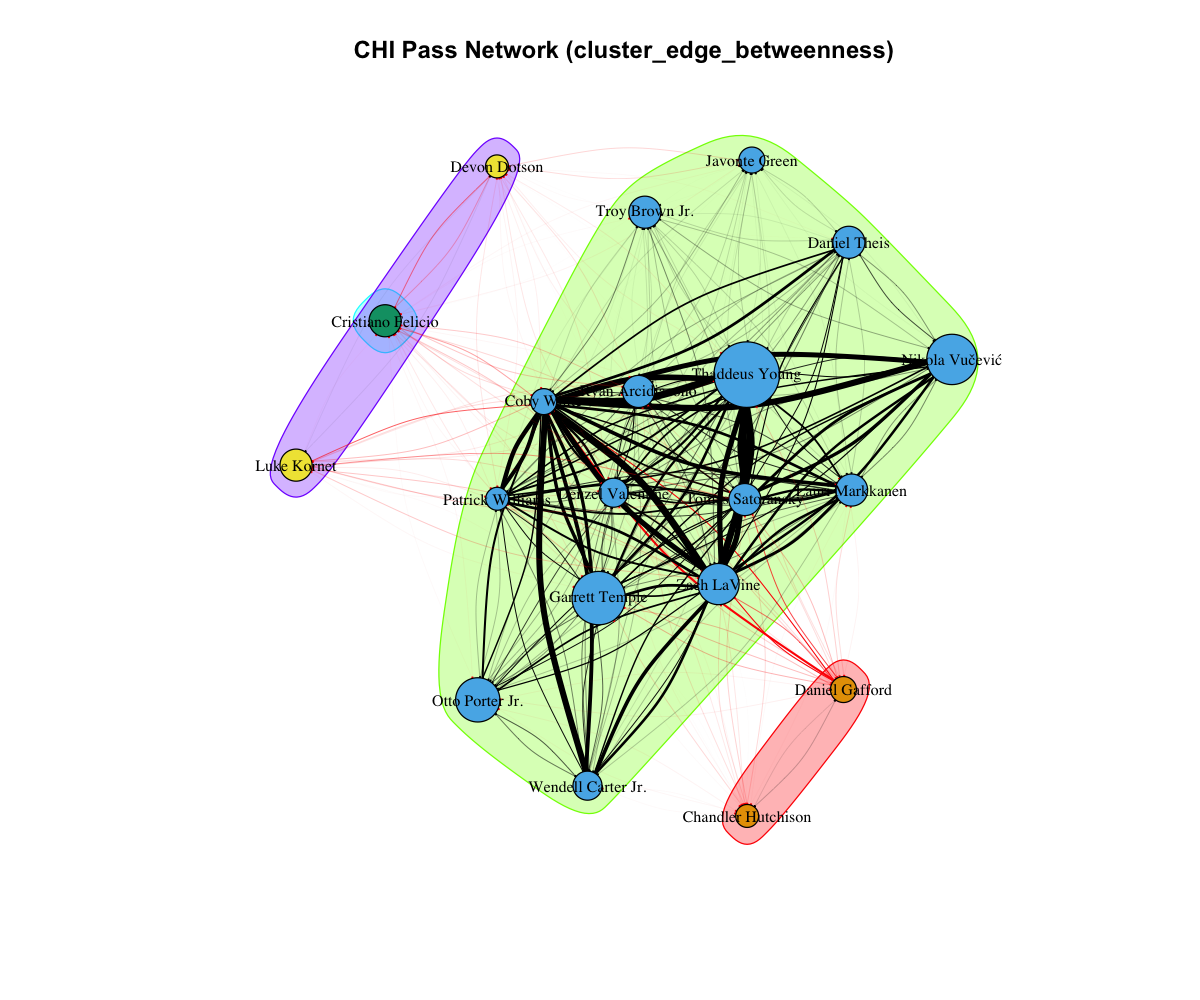 CHI Pass Network (cluster_edge_betweenness)
Devon Dotson
Javonte Green
Troy Brown Jr.
Daniel Theis
Cristiano Felicio
Nikola Vučević
Thaddeus Young
Ryan Arcidiacono
Coby White
Luke Kornet
Patrick Williams
Denzel Valentine
Tomáš Satoranský
Lauri Markkanen
Garrett Temple
Zach LaVine
Daniel Gafford
Otto Porter Jr.
Wendell Carter Jr.
Chandler Hutchison